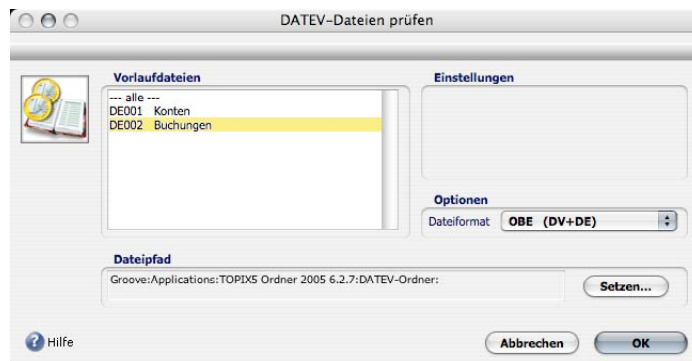 DATEV-Dateien prüfen
Vorlaufdateien
--- alle ---
DE001 Konten
DE002 Buchungen
Einstellungen
Optionen
Dateiformat OBE (DV+DE)
Dateipfad
Groove:Applications:TOPIX5 Ordner 2005 6.2.7:DATEV-Ordner:
Setzen...
Hilfe
Abbrechen
OK